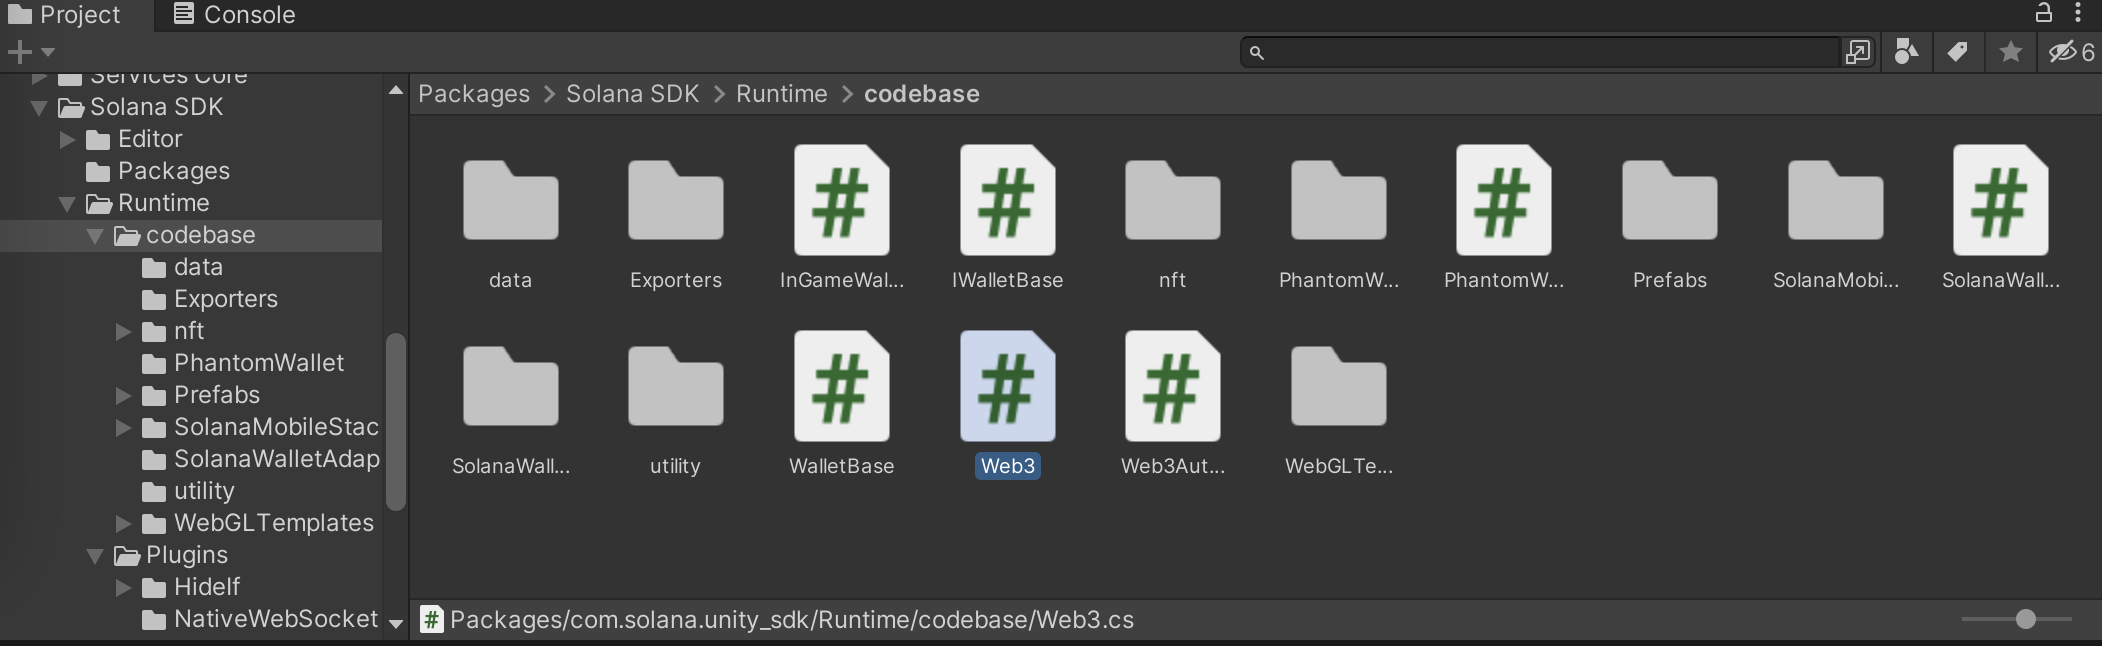 Project
Console
6
Services Core
Solana SDK
Editor
Packages
Runtime
codebase
data
Exporters
nft
PhantomWallet
Prefabs
SolanaMobileStac
SolanaWalletAdap
utility
WebGLTemplates
Plugins
HideIf
NativeWebSocket
Packages > Solana SDK > Runtime > codebase
data Exporters InGameWal... IWalletBase nft PhantomW... PhantomW... Prefabs SolanaMobi... SolanaWall...
SolanaWall... utility WalletBase Web3 Web3Aut... WebGLTe...
Packages/com.solana.unity_sdk/Runtime/codebase/Web3.cs